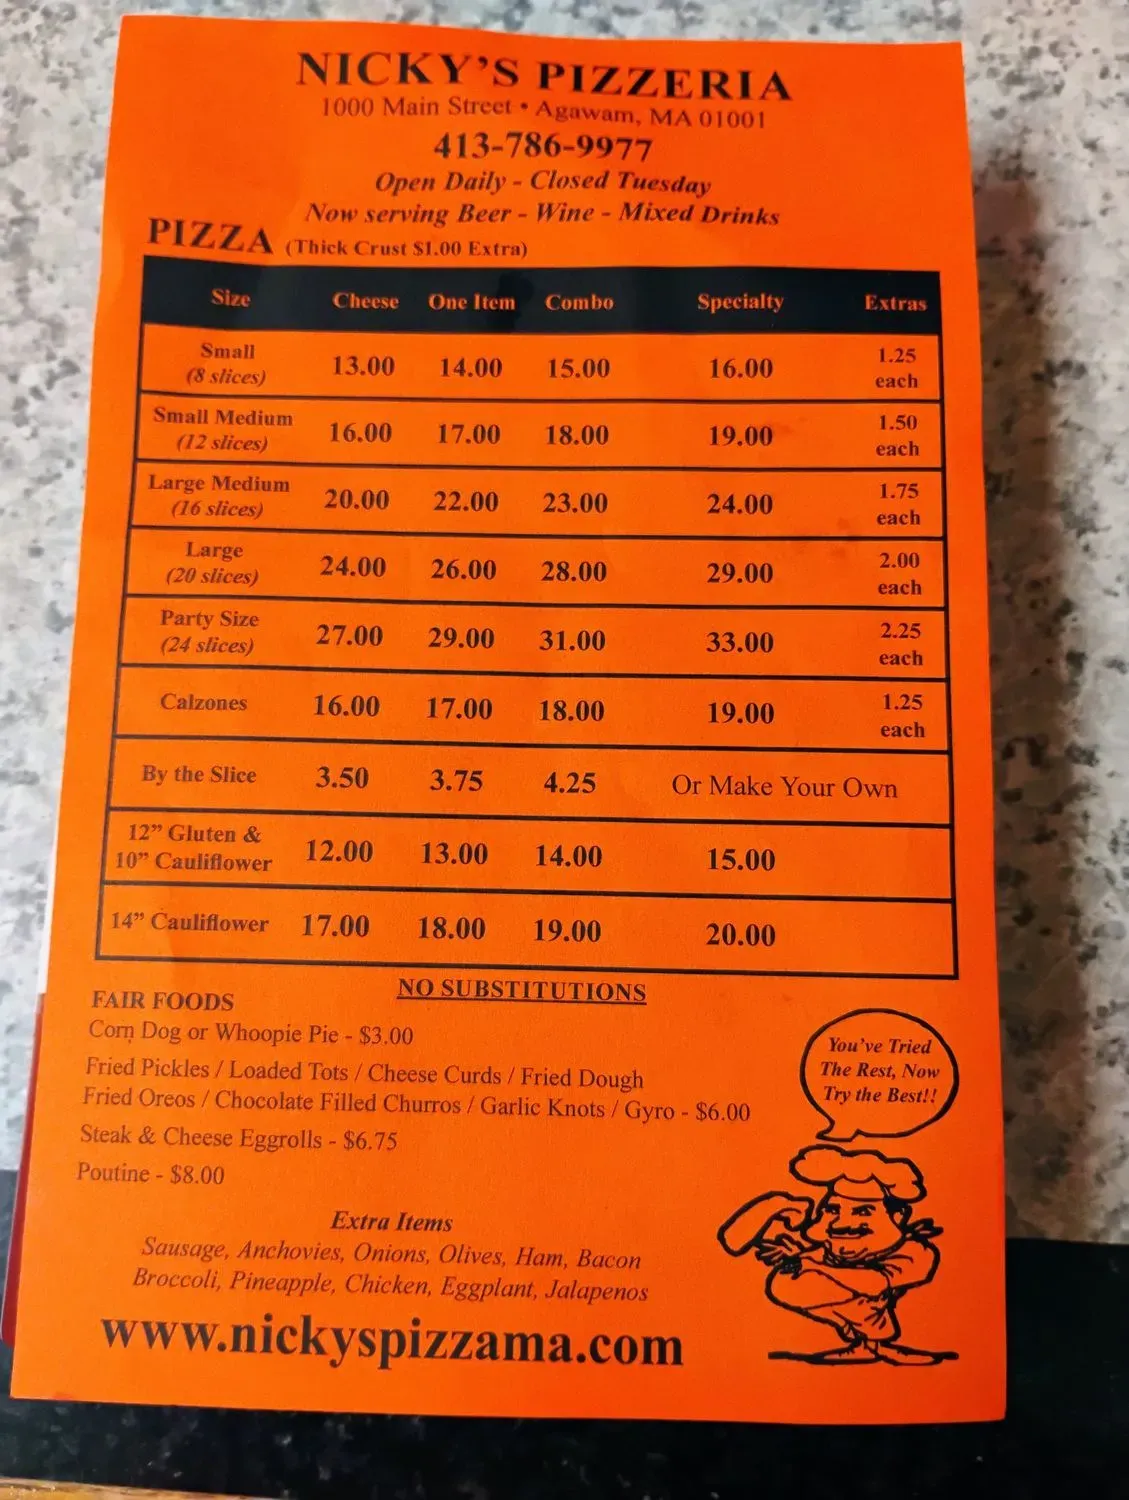 NICKY'S PIZZERIA
1000 Main Street • Agawam, MA 01001
413-786-9977
Open Daily - Closed Tuesday
Now serving Beer - Wine - Mixed Drinks
PIZZA (Thick Crust $1.00 Extra)
Size Cheese One Item Combo Specialty Extras
Small
(8 slices) 13.00 14.00 15.00 16.00 1.25
each
Small Medium
(12 slices) 16.00 17.00 18.00 19.00 1.50
each
Large Medium
(16 slices) 20.00 22.00 23.00 24.00 1.75
each
Large
(20 slices) 24.00 26.00 28.00 29.00 2.00
each
Party Size
(24 slices) 27.00 29.00 31.00 33.00 2.25
each
Calzones 16.00 17.00 18.00 19.00 1.25
each
By the Slice 3.50 3.75 4.25 Or Make Your Own
12" Gluten &
10" Cauliflower 12.00 13.00 14.00 15.00
14" Cauliflower 17.00 18.00 19.00 20.00
NO SUBSTITUTIONS
FAIR FOODS
Corn Dog or Whoopie Pie - $3.00
Fried Pickles / Loaded Tots / Cheese Curds / Fried Dough
Fried Oreos / Chocolate Filled Churros / Garlic Knots / Gyro - $6.00
Steak & Cheese Eggrolls - $6.75
Poutine - $8.00
You've Tried
The Rest, Now
Try the Best!!
Extra Items
Sausage, Anchovies, Onions, Olives, Ham, Bacon
Broccoli, Pineapple, Chicken, Eggplant, Jalapenos
www.nickyspizzama.com